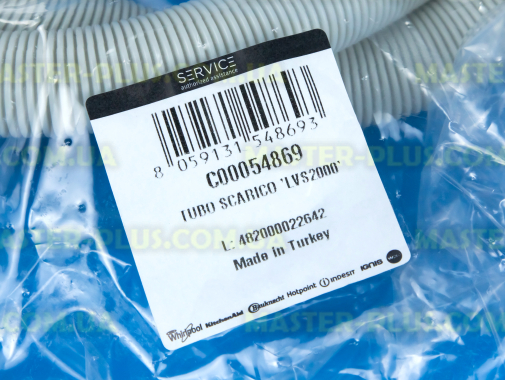 SERVICE
authorized assistance
8 059131 548693
C00054869
TUBO SCARICO 'LVS2000'
L: 482000022642
Made in Turkey
Whirlpool KitchenAid Bauknecht Hotpoint indesit IGNIS
MASTER-PLUS.COM.UA